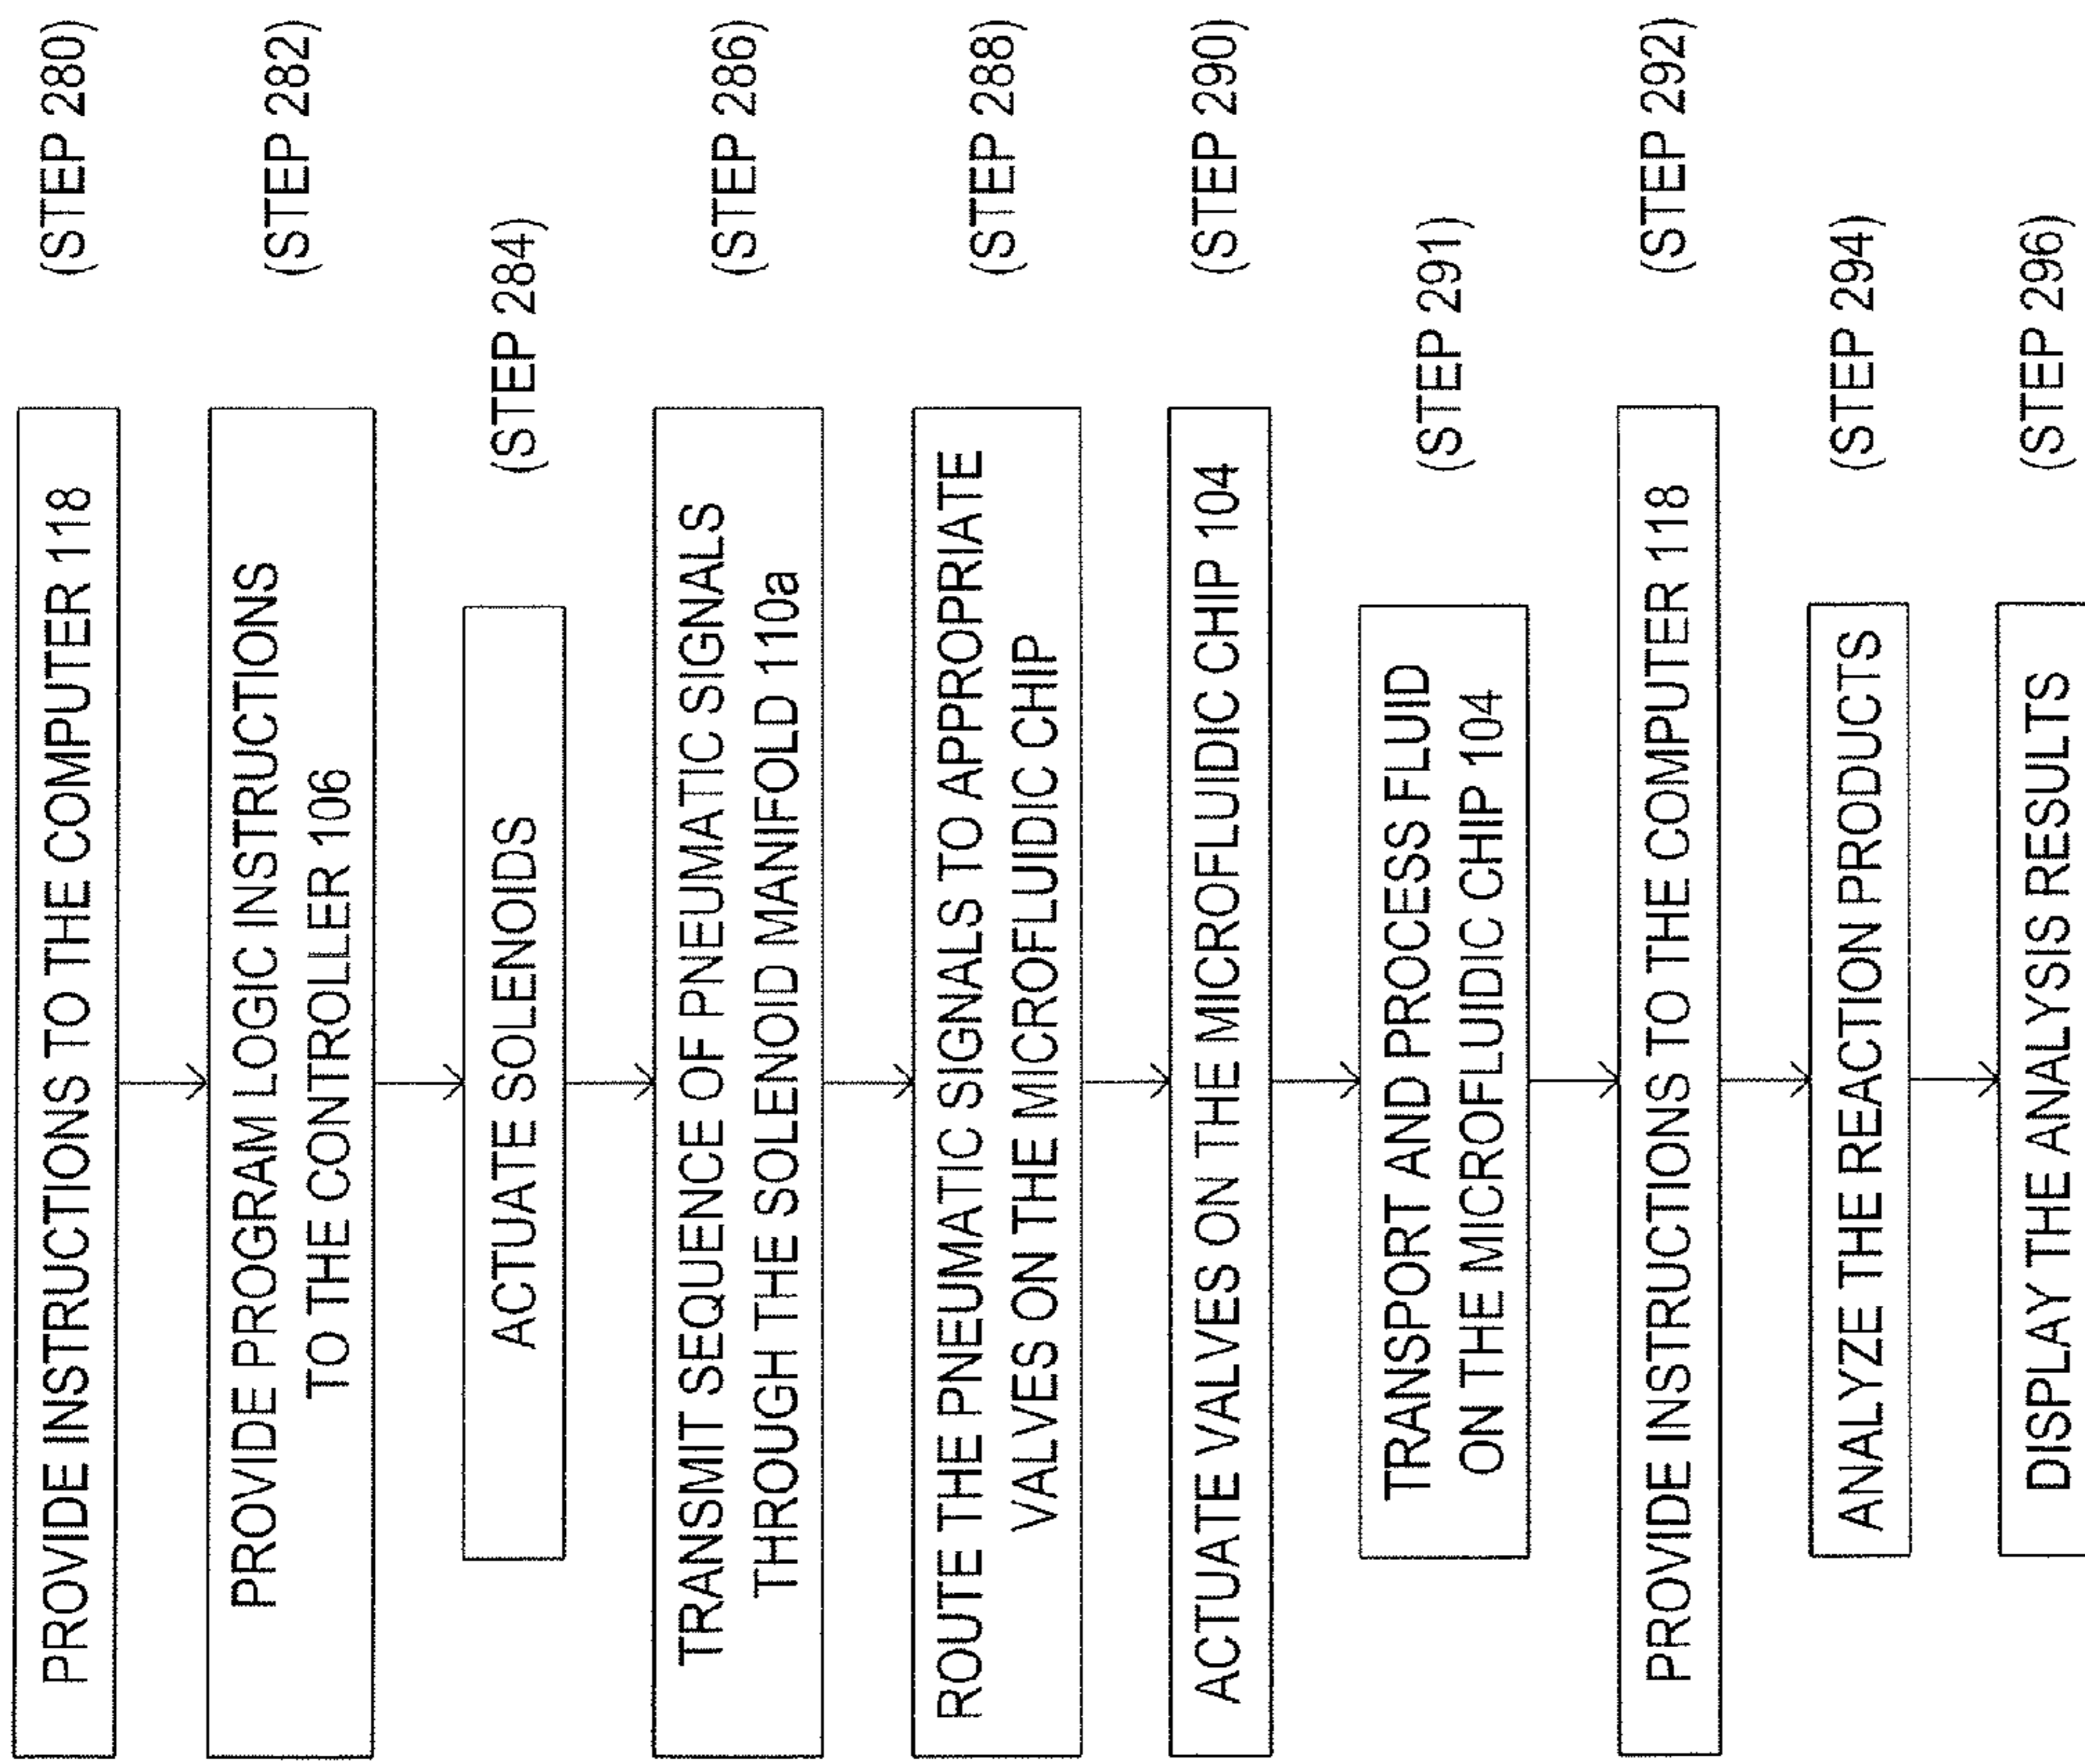 PROVIDE INSTRUCTIONS TO THE COMPUTER 118
(STEP 280)
PROVIDE PROGRAM LOGIC INSTRUCTIONS
TO THE CONTROLLER 106
(STEP 282)
ACTUATE SOLENOIDS
(STEP 284)
TRANSMIT SEQUENCE OF PNEUMATIC SIGNALS
THROUGH THE SOLENOID MANIFOLD 110a
(STEP 286)
ROUTE THE PNEUMATIC SIGNALS TO APPROPRIATE
VALVES ON THE MICROFLUIDIC CHIP
(STEP 288)
ACTUATE VALVES ON THE MICROFLUIDIC CHIP 104
(STEP 290)
TRANSPORT AND PROCESS FLUID
ON THE MICROFLUIDIC CHIP 104
(STEP 291)
PROVIDE INSTRUCTIONS TO THE COMPUTER 118
(STEP 292)
ANALYZE THE REACTION PRODUCTS
(STEP 294)
DISPLAY THE ANALYSIS RESULTS
(STEP 296)